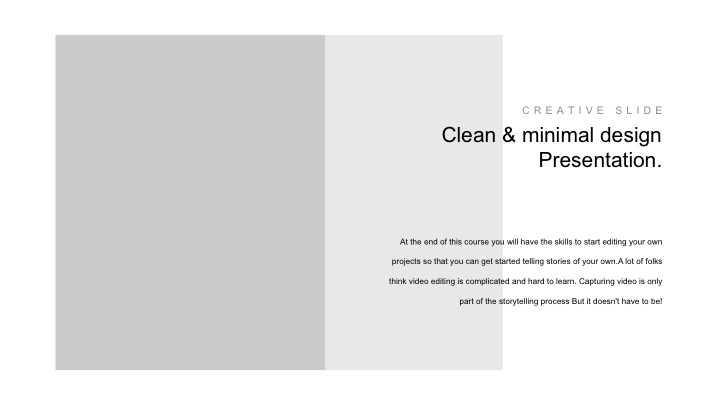 CREATIVE SLIDE
Clean & minimal design
Presentation.
At the end of this course you will have the skills to start editing your own
projects so that you can get started telling stories of your own.A lot of folks
think video editing is complicated and hard to learn. Capturing video is only
part of the storytelling process But it doesn't have to be!